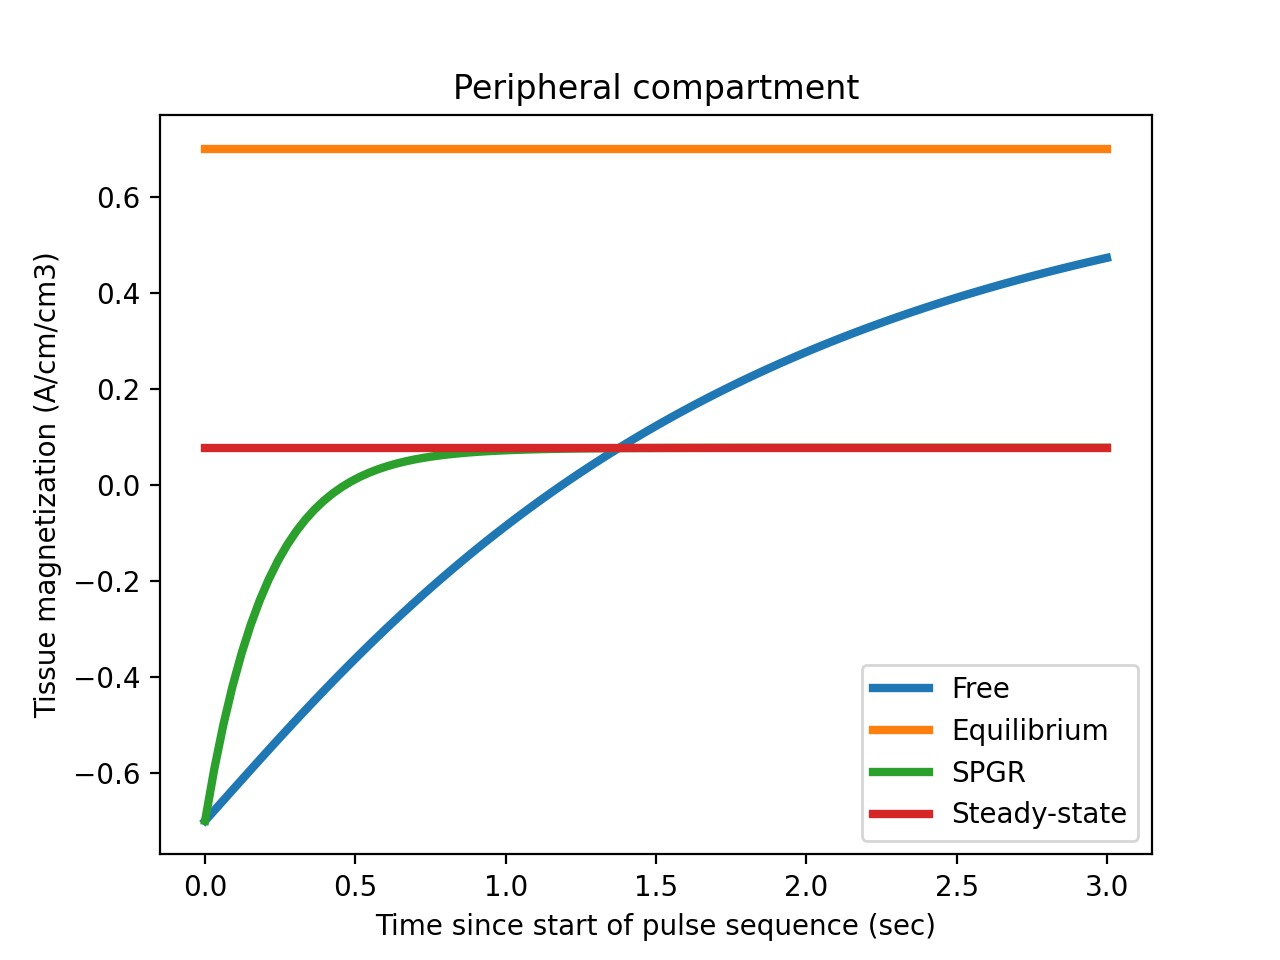 Peripheral compartment
Tissue magnetization (A/cm/cm3)
0.6
0.4
0.2
0.0
−0.2
−0.4
−0.6
Free
Equilibrium
SPGR
Steady-state
0.0 0.5 1.0 1.5 2.0 2.5 3.0
Time since start of pulse sequence (sec)